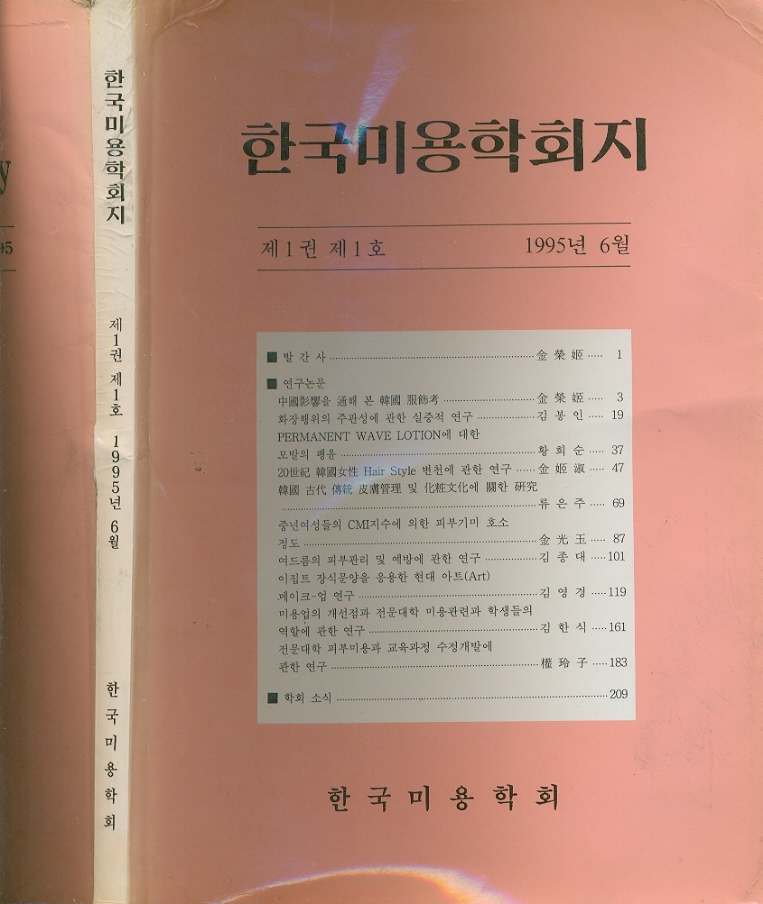 한국미용학회지
제1권 제1호 1995년 6월
■ 발간사 金榮姬 1
■ 연구논문
中國影響을 通해 본 韓國 服飾考 金榮姬 3
화장행위의 주관성에 관한 실증적 연구 김봉인 19
PERMANENT WAVE LOTION에 대한
모발의 팽윤 황희순 37
20世紀 韓國女性 Hair Style 변천에 관한 연구 金姬淑 47
韓國 古代 傳統 皮膚管理 및 化粧文化에 關한 研究
류은주 69
중년여성들의 CMI지수에 의한 피부기미 호소
정도 金光玉 87
여드름의 피부관리 및 예방에 관한 연구 김종대 101
이집트 장식문양을 응용한 현대 아트(Art)
메이크-업 연구 김영경 119
미용업의 개선점과 전문대학 미용관련과 학생들의
역할에 관한 연구 김한식 161
전문대학 피부미용과 교육과정 수정개발에
관한 연구 權玲子 183
■ 학회 소식 209
한국미용학회
한국미용학회지 제1권 제1호 1995년 6월 한국미용학회
y
95